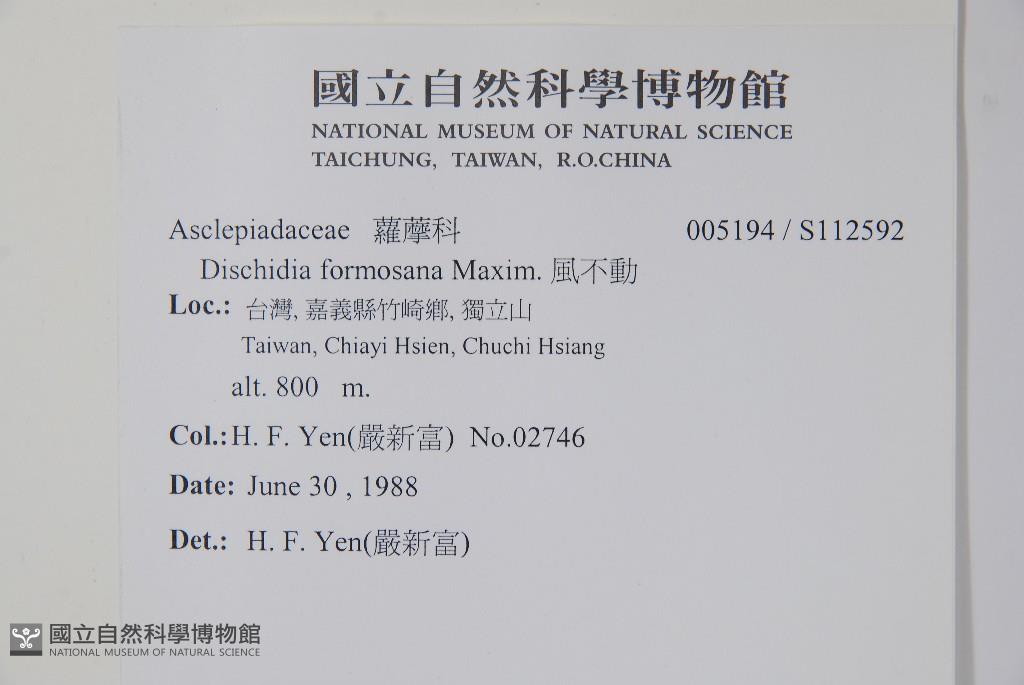 國立自然科學博物館
NATIONAL MUSEUM OF NATURAL SCIENCE
TAICHUNG, TAIWAN, R.O.CHINA
Asclepiadaceae 蘿藦科 005194 / S112592
Dischidia formosana Maxim. 風不動
Loc.: 台灣, 嘉義縣竹崎鄉, 獨立山
Taiwan, Chiayi Hsien, Chuchi Hsiang
alt. 800 m.
Col.:H. F. Yen(嚴新富) No.02746
Date: June 30 , 1988
Det.: H. F. Yen(嚴新富)
國立自然科學博物館
NATIONAL MUSEUM OF NATURAL SCIENCE